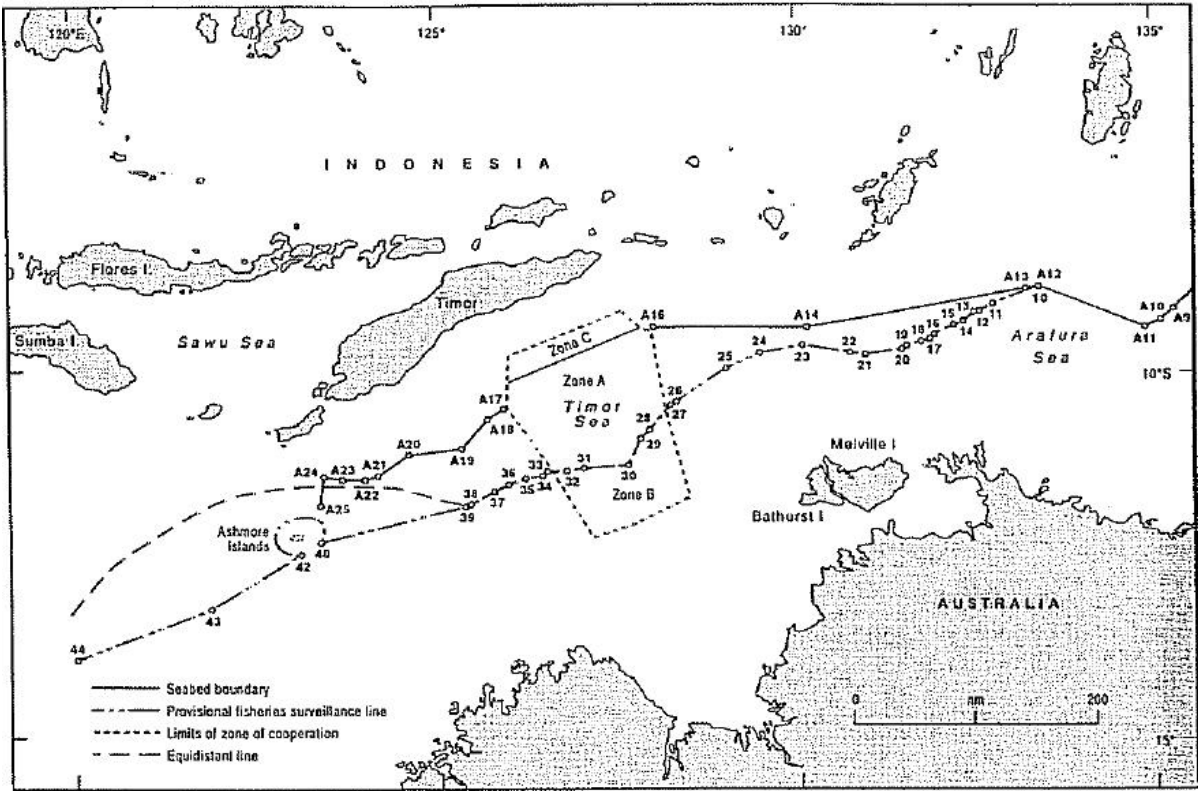 120°E
125
130
135°
INDONESIA
Flores I.
Timor
Sumba I.
Sawu Sea
A16
A14
A13
A12
10
A10
A9
A11
11
12
13
14
15
16
17
18
19
20
21
22
23
24
25
26
27
28
29
30
31
32
33
34
35
36
37
38
39
40
42
43
44
Arafura
Sea
10°S
Zone C
Zone A
Timor
Sea
Zone B
A17
A18
A19
A20
A21
A22
A23
A24
A25
Melville I
Bathurst I
Ashmore
Islands
AUSTRALIA
Seabed boundary
Provisional fisheries surveillance line
Limits of zone of cooperation
Equidistant line
0
nm
200
15°